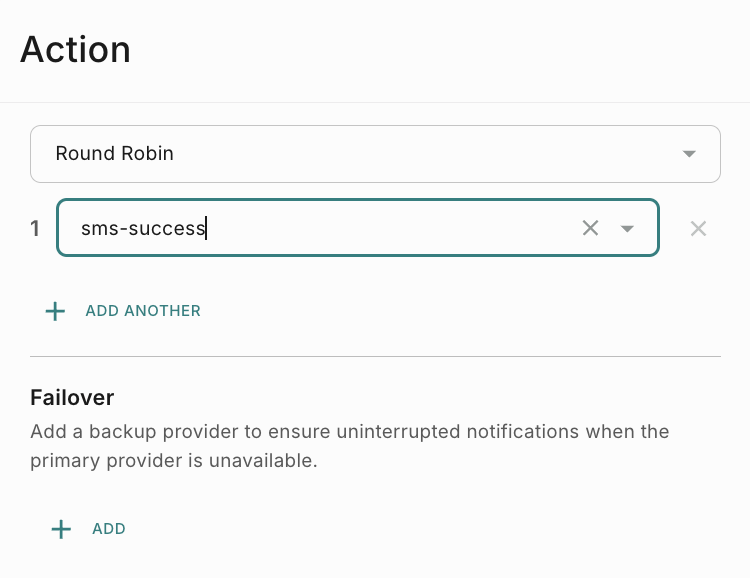 Action
Round Robin
1 sms-success
ADD ANOTHER
Failover
Add a backup provider to ensure uninterrupted notifications when the
primary provider is unavailable.
ADD